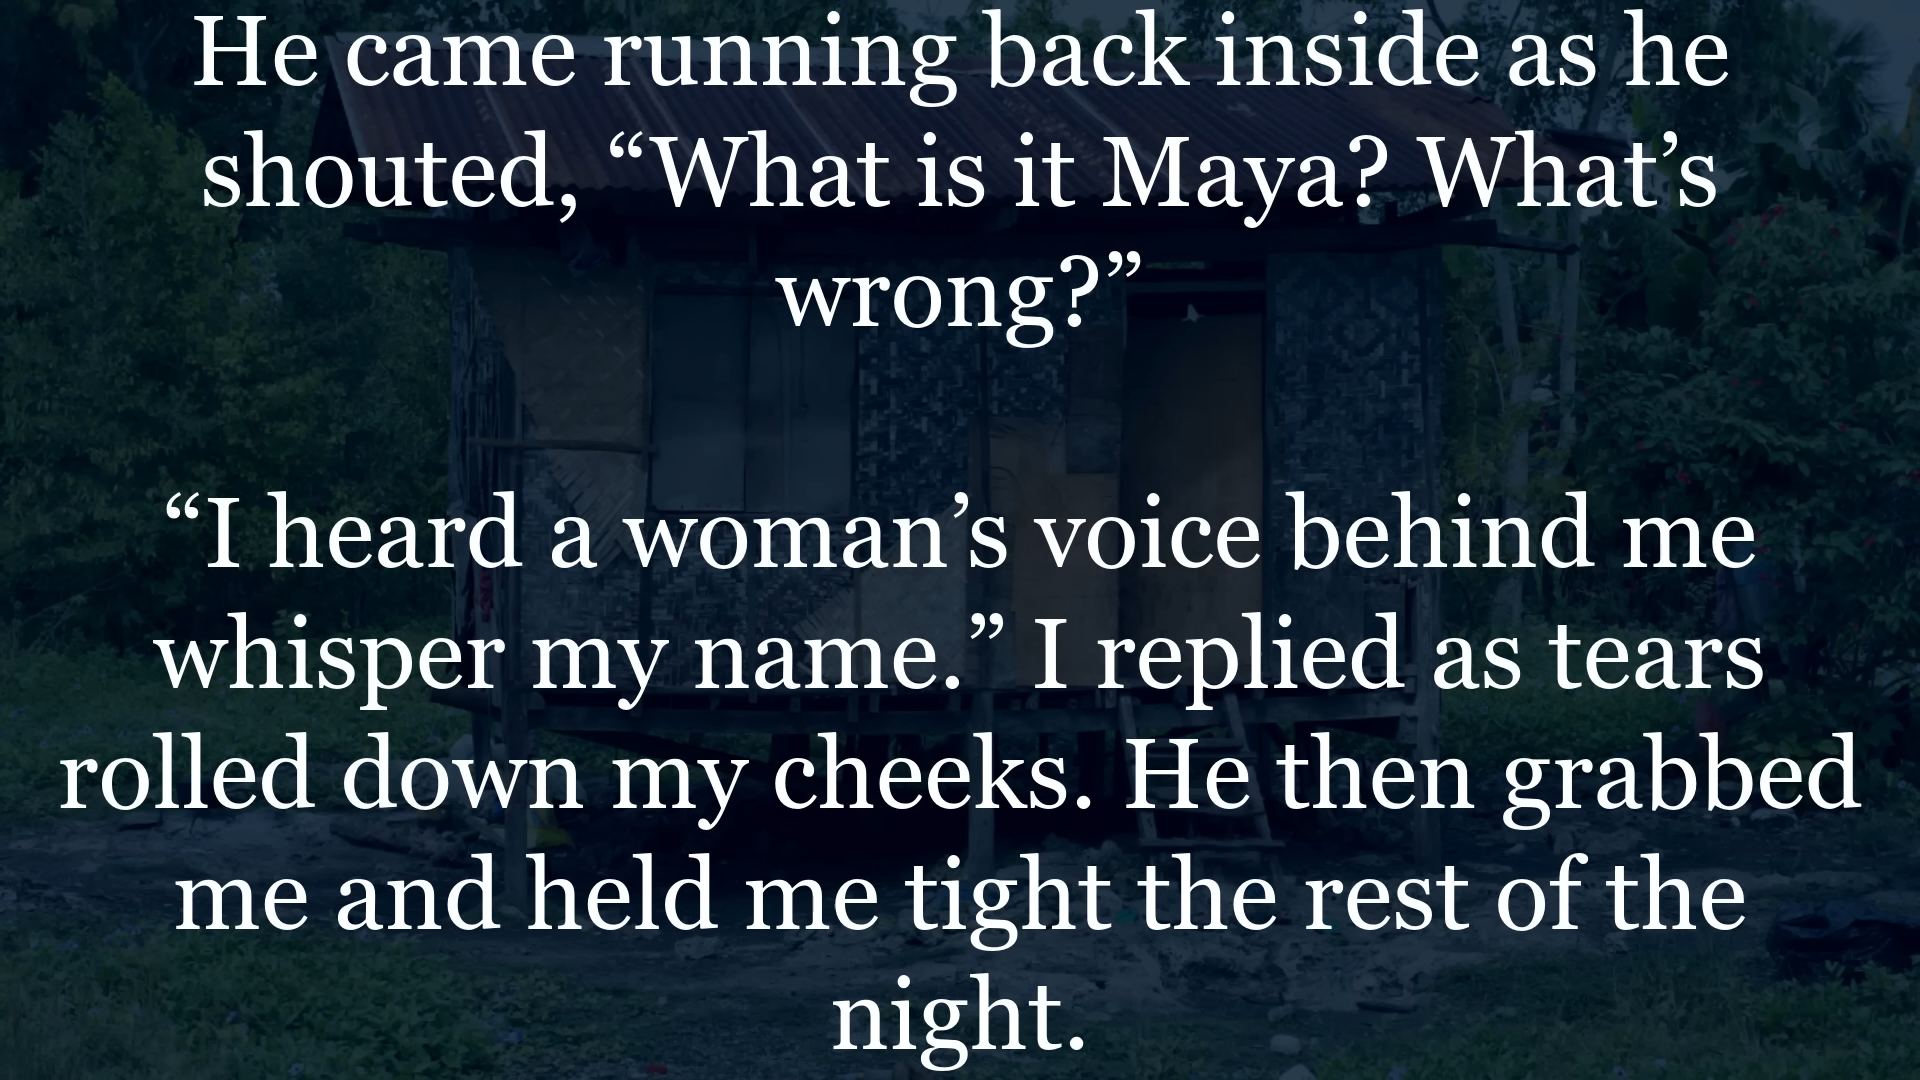 He came running back inside as he
shouted, “What is it Maya? What’s
wrong?”
“I heard a woman’s voice behind me
whisper my name.” I replied as tears
rolled down my cheeks. He then grabbed
me and held me tight the rest of the
night.